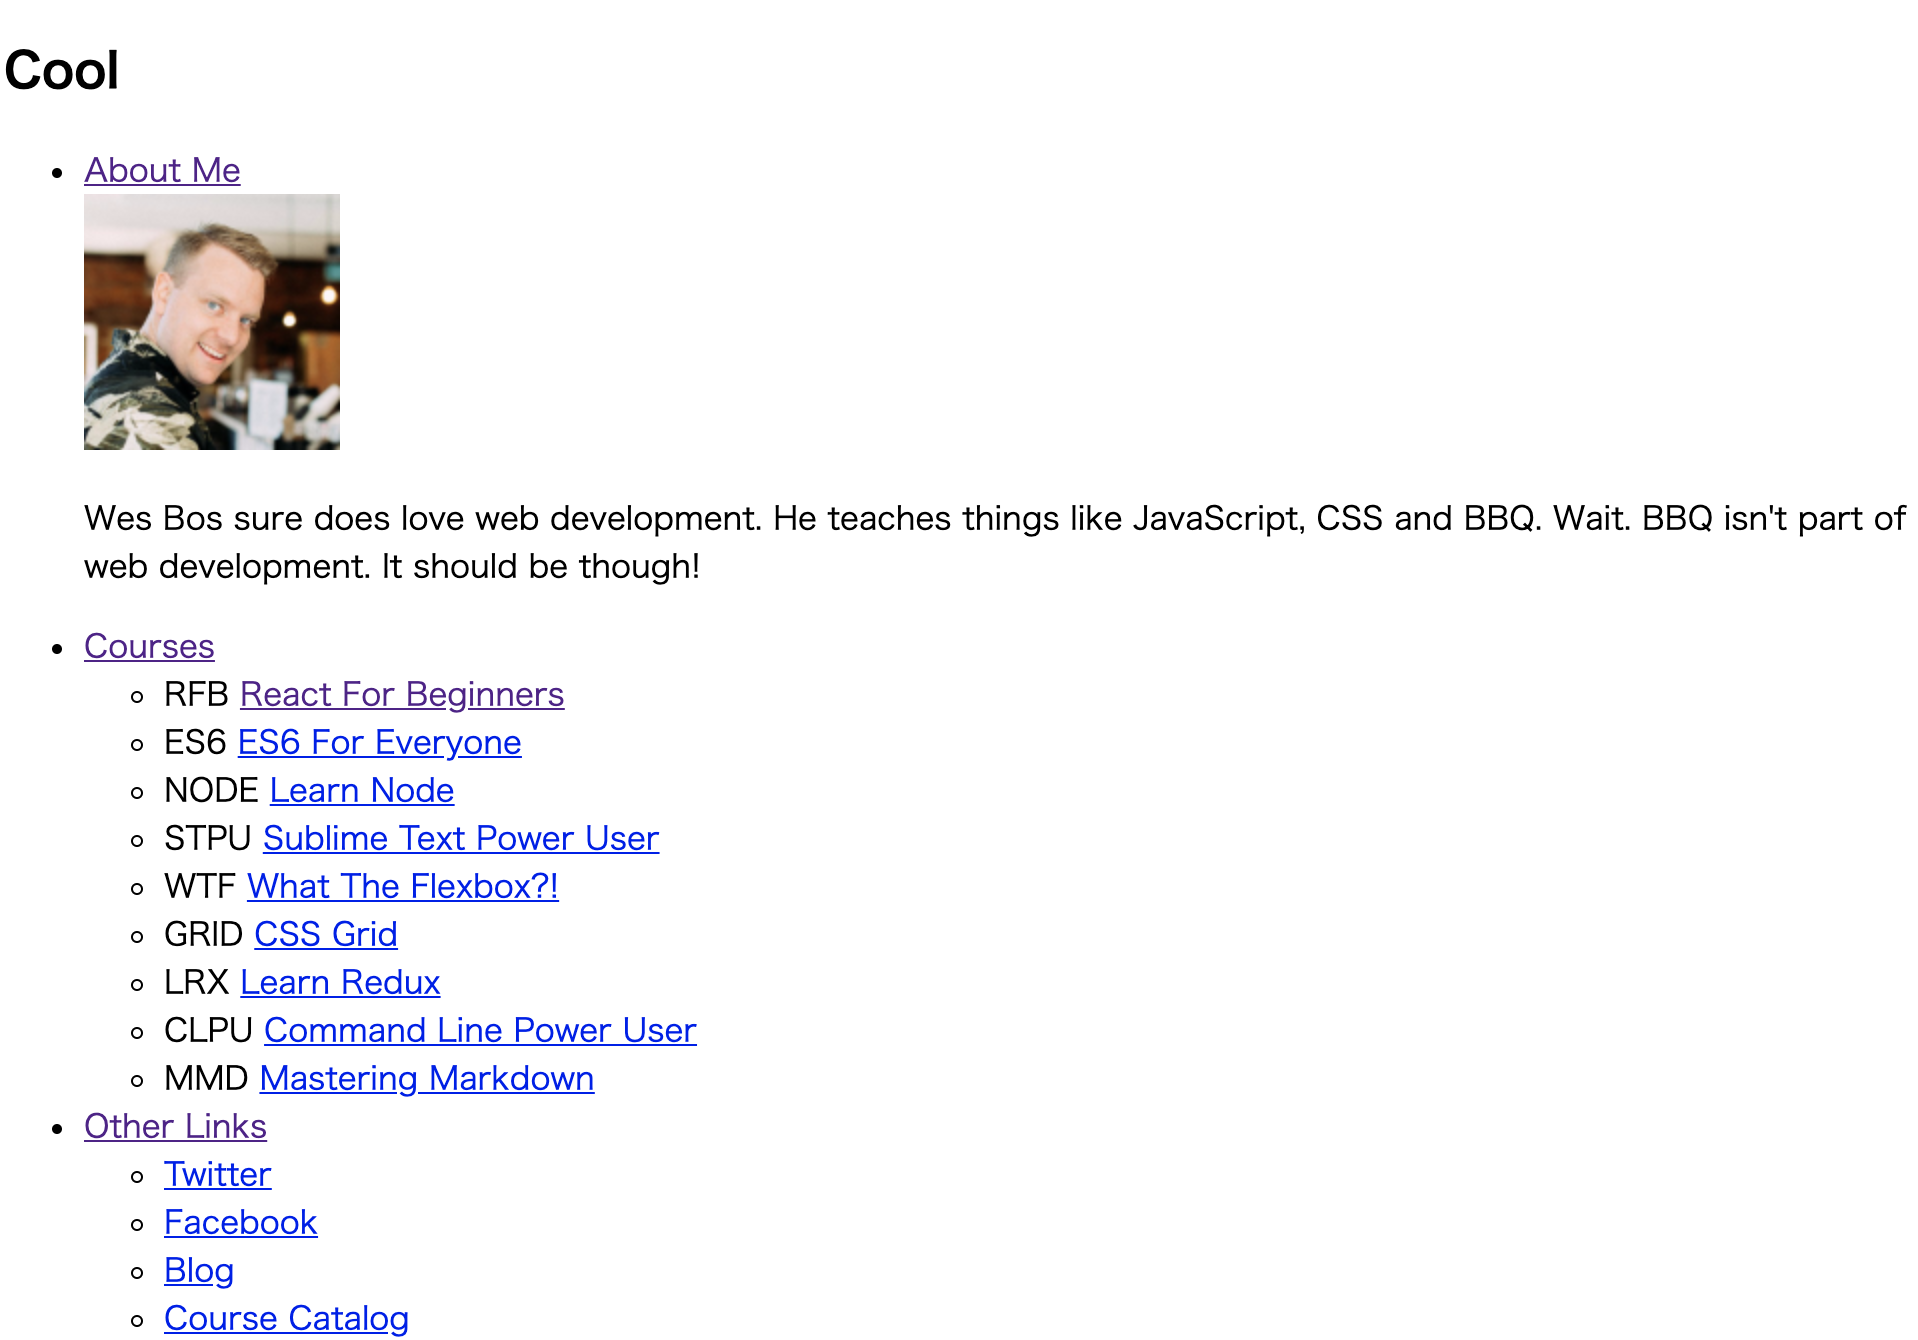 Cool
About Me
Wes Bos sure does love web development. He teaches things like JavaScript, CSS and BBQ. Wait. BBQ isn't part of
web development. It should be though!
Courses
RFB React For Beginners
ES6 ES6 For Everyone
NODE Learn Node
STPU Sublime Text Power User
WTF What The Flexbox?!
GRID CSS Grid
LRX Learn Redux
CLPU Command Line Power User
MMD Mastering Markdown
Other Links
Twitter
Facebook
Blog
Course Catalog